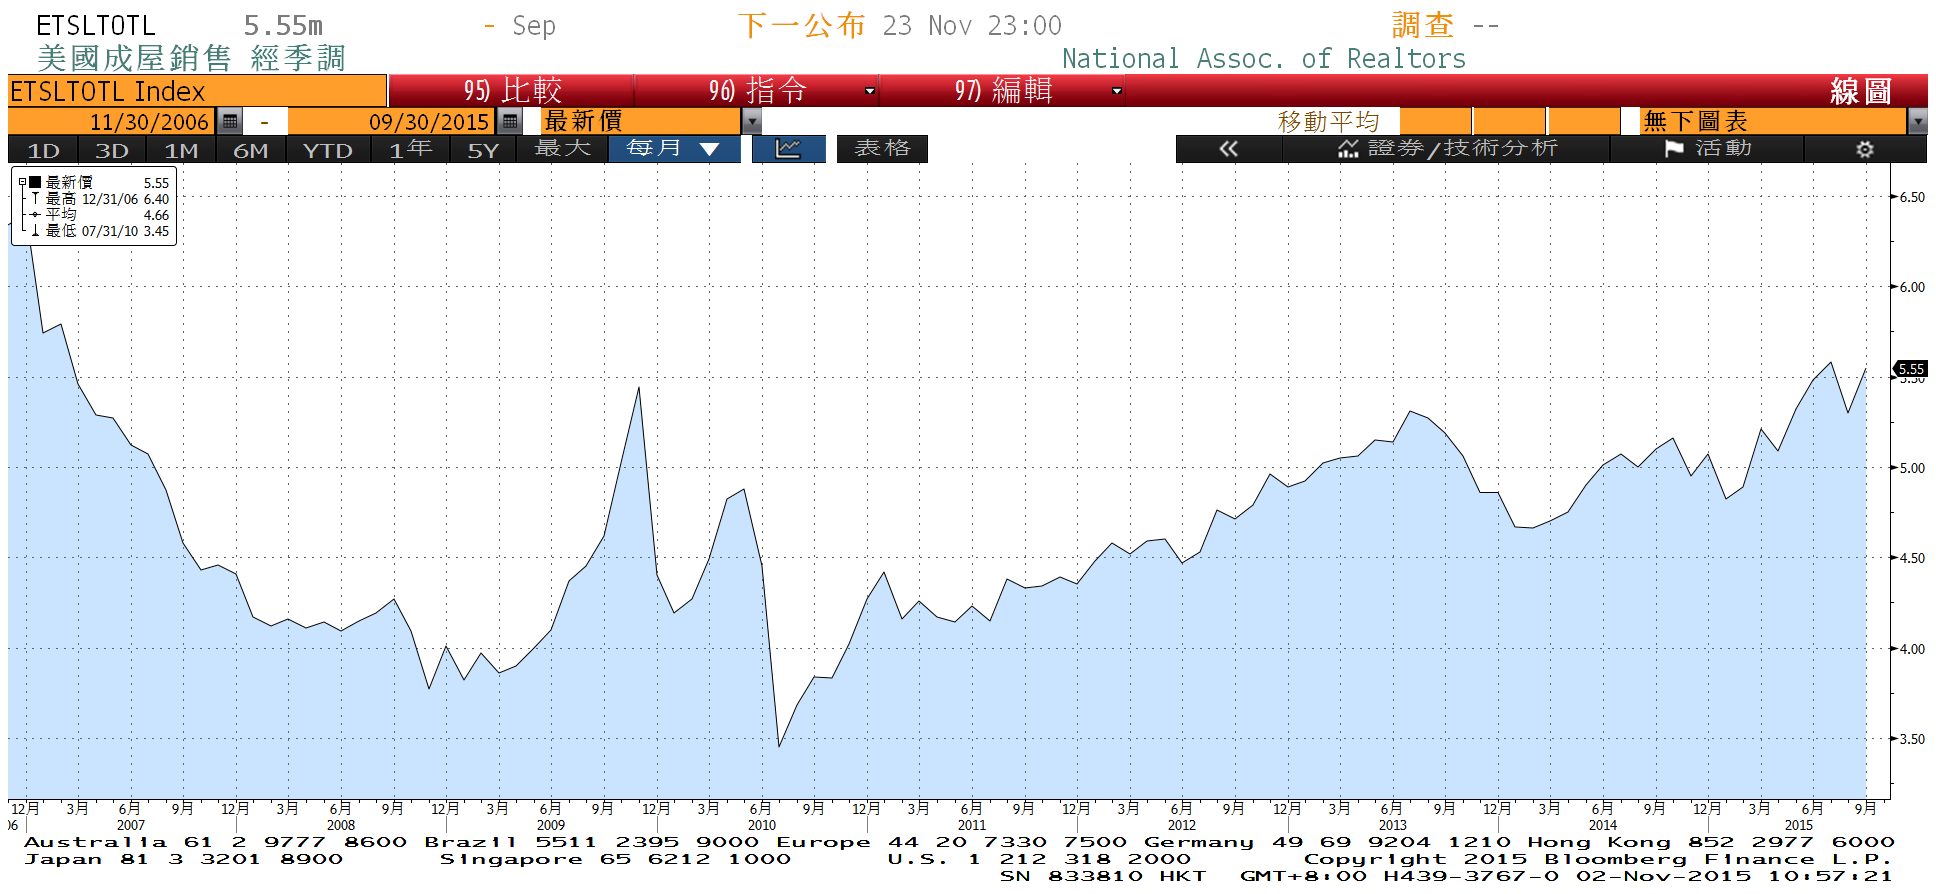 ETSLTOTL 5.55m - Sep 下一公布 23 Nov 23:00 調查 --
美國成屋銷售 經季調 National Assoc. of Realtors
ETSLTOTL Index 95) 比較 96) 指令 97) 編輯 線圖
11/30/2006 - 09/30/2015 最新價 移動平均 無下圖表
1D 3D 1M 6M YTD 1年 5Y 最大 每月 ▼ 表格 « 證券/技術分析 活動
最新價 5.55
最高 12/31/06 6.40
平均 4.66
最低 07/31/10 3.45
6.50
6.00
5.55
5.50
5.00
4.50
4.00
3.50
12月 3月 6月 9月 12月 3月 6月 9月 12月 3月 6月 9月 12月 3月 6月 9月 12月 3月 6月 9月 12月 3月 6月 9月 12月 3月 6月 9月 12月 3月 6月 9月 12月 3月 6月 9月
06 2007 2008 2009 2010 2011 2012 2013 2014 2015
Australia 61 2 9777 8600 Brazil 5511 2395 9000 Europe 44 20 7330 7500 Germany 49 69 9204 1210 Hong Kong 852 2977 6000
Japan 81 3 3201 8900 Singapore 65 6212 1000 U.S. 1 212 318 2000 Copyright 2015 Bloomberg Finance L.P.
SN 833810 HKT GMT+8:00 H439-3767-0 02-Nov-2015 10:57:21